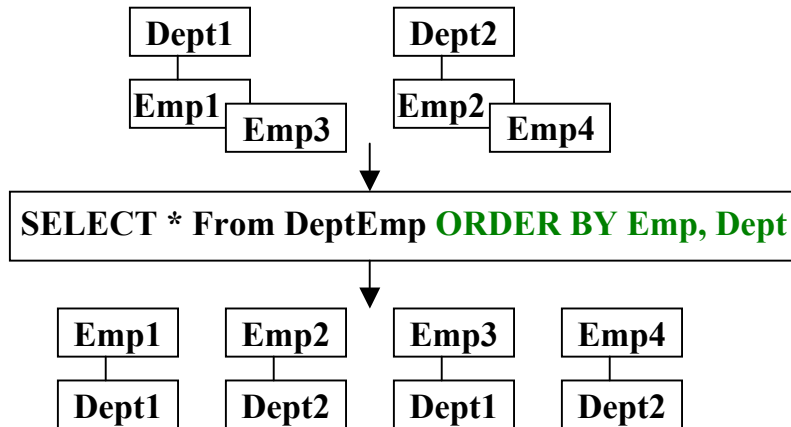 Dept1 Dept2
Emp1 Emp2
Emp3 Emp4
SELECT * From DeptEmp ORDER BY Emp, Dept
Emp1 Emp2 Emp3 Emp4
Dept1 Dept2 Dept1 Dept2